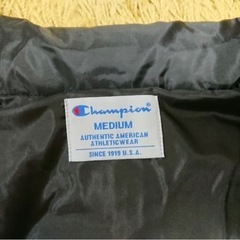 Champion
MEDIUM
AUTHENTIC AMERICAN
ATHLETICWEAR
SINCE 1919 U.S.A.